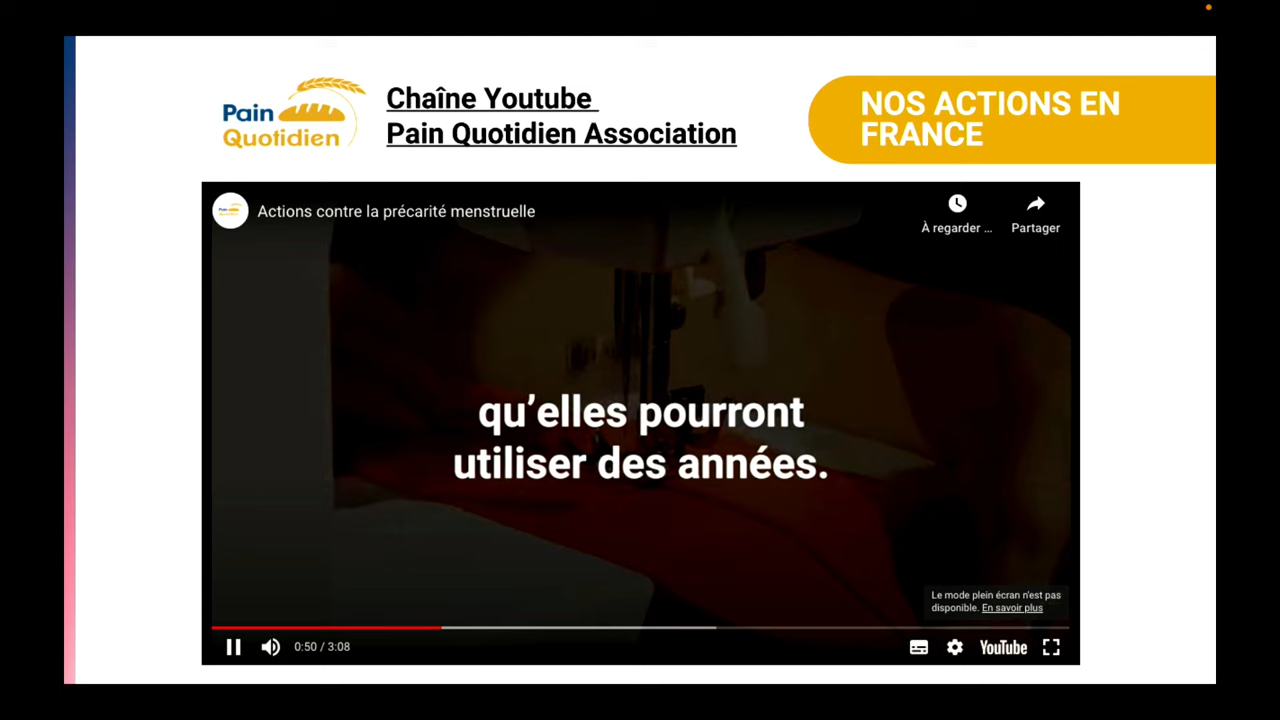 Pain
Quotidien
Chaîne Youtube
Pain Quotidien Association
NOS ACTIONS EN
FRANCE
Actions contre la précarité menstruelle
À regarder ...
Partager
qu’elles pourront
utiliser des années.
Le mode plein écran n'est pas
disponible. En savoir plus
0:50 / 3:08
YouTube